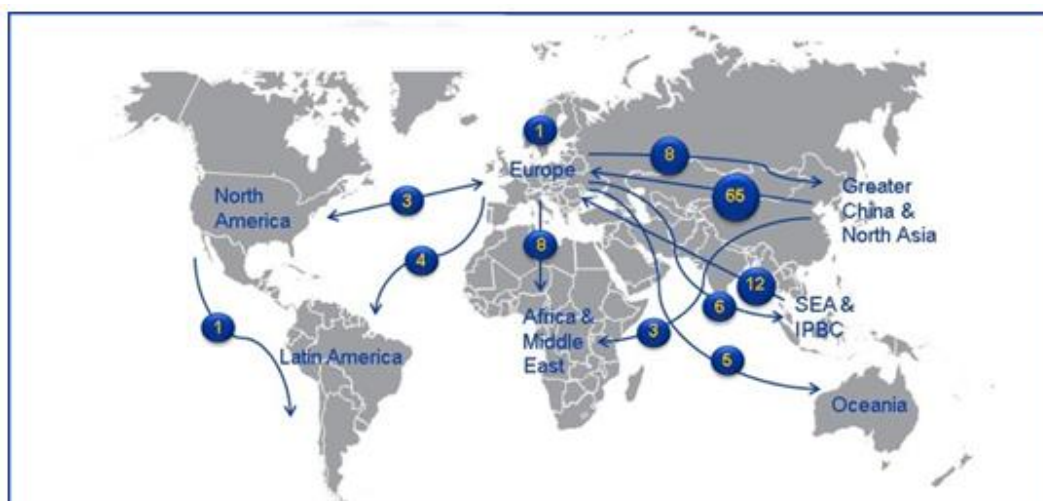 1
Europe
8
North
America
3
65
Greater
China &
North Asia
4
8
12
1
Latin America
Africa &
Middle
East
3
6
SEA &
IPBC
5
Oceania